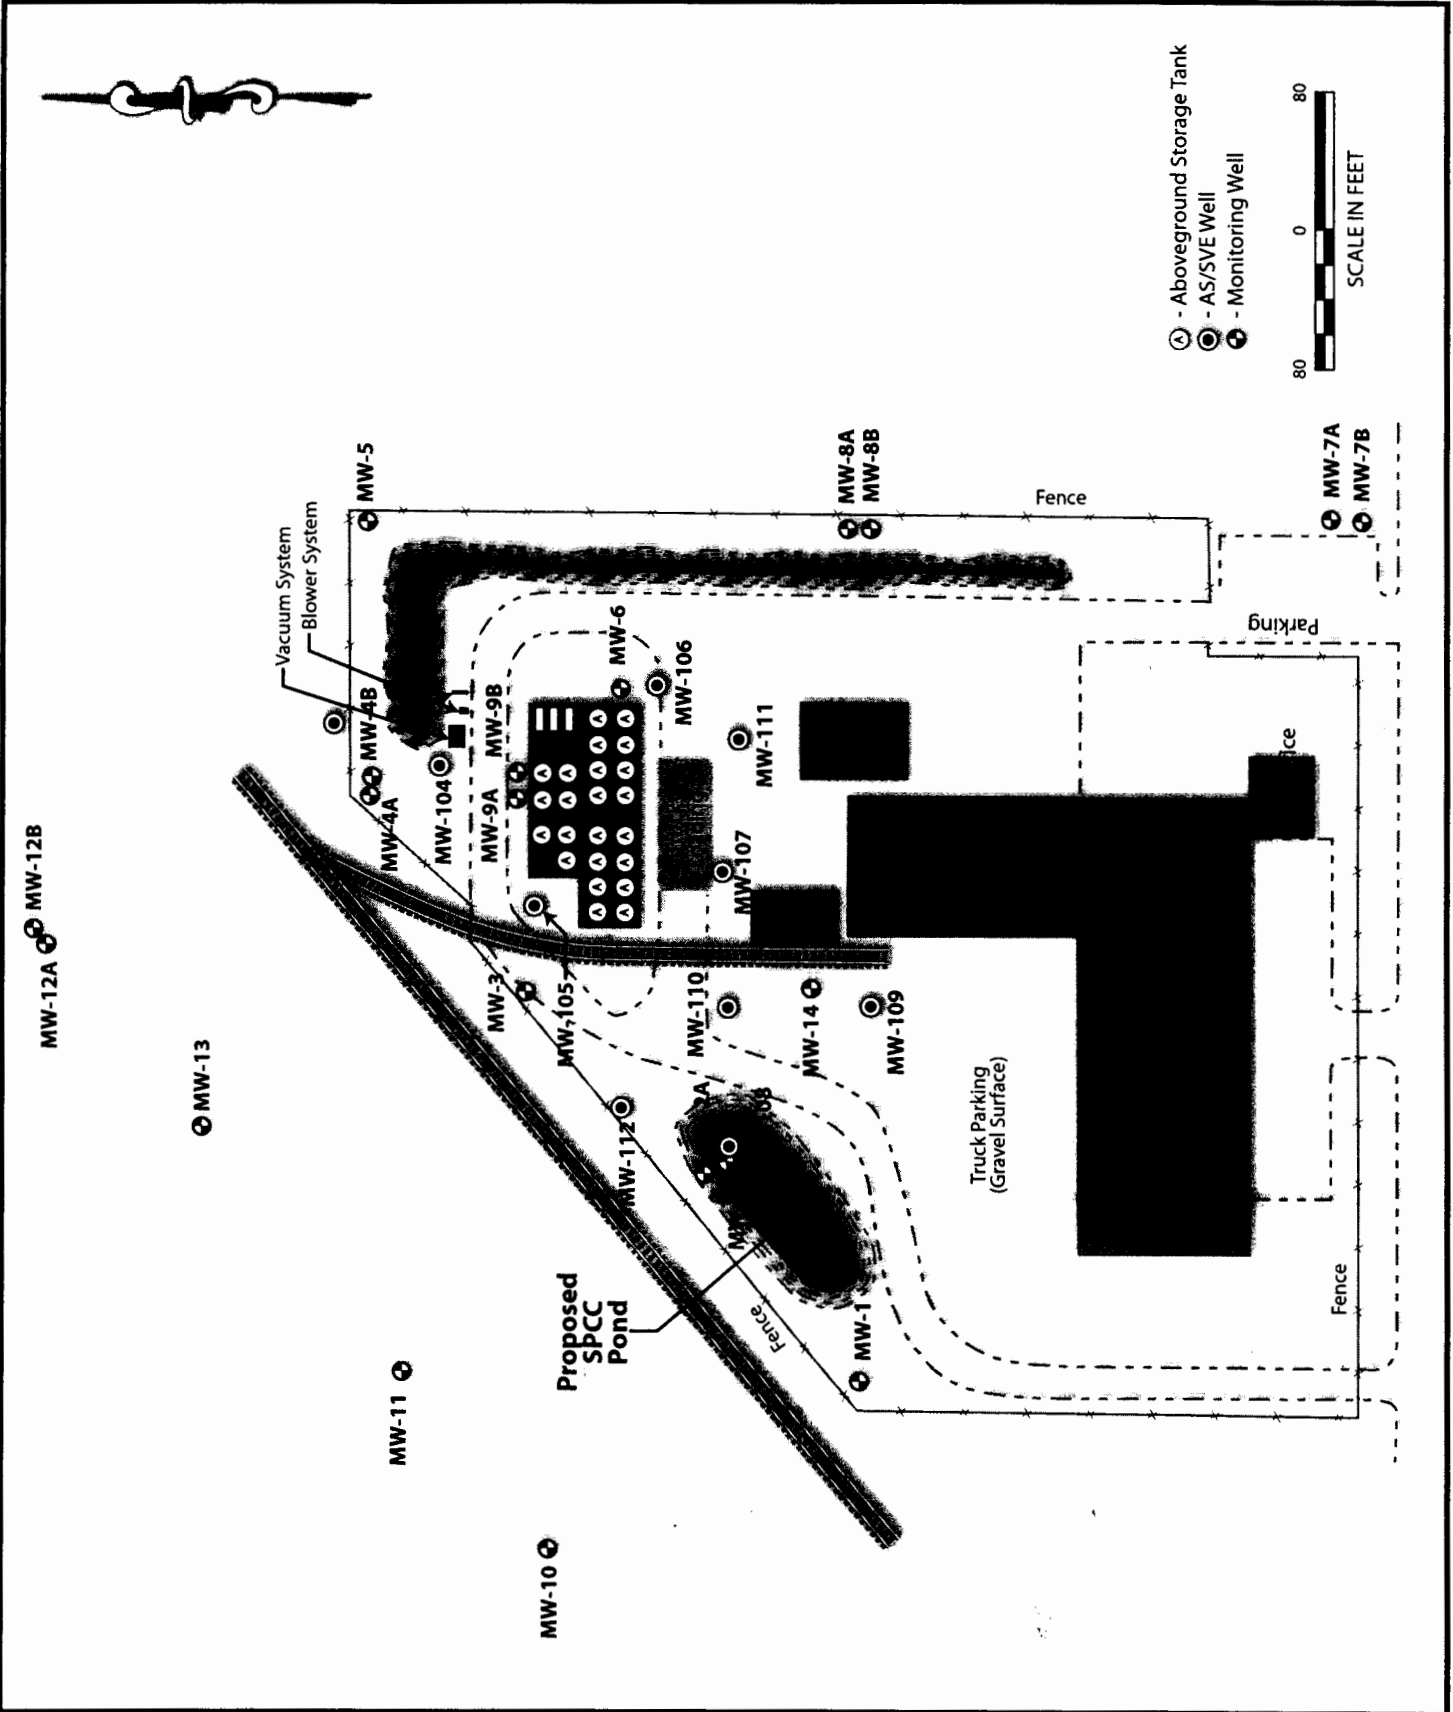 MW-12B
MW-12A
MW-13
MW-11
MW-10
Vacuum System
Blower System
MW-5
MW-4B
MW-4A
MW-104
MW-9B
MW-9A
MW-6
MW-106
MW-111
MW-107
MW-3
MW-105
MW-110
MW-14
MW-109
MW-112
MW-1
MW-8A
MW-8B
MW-7A
MW-7B
Fence
Fence
Fence
Parking
Proposed
SPCC
Pond
Truck Parking
(Gravel Surface)
A - Aboveground Storage Tank
- AS/SVE Well
- Monitoring Well
80 0 80
SCALE IN FEET